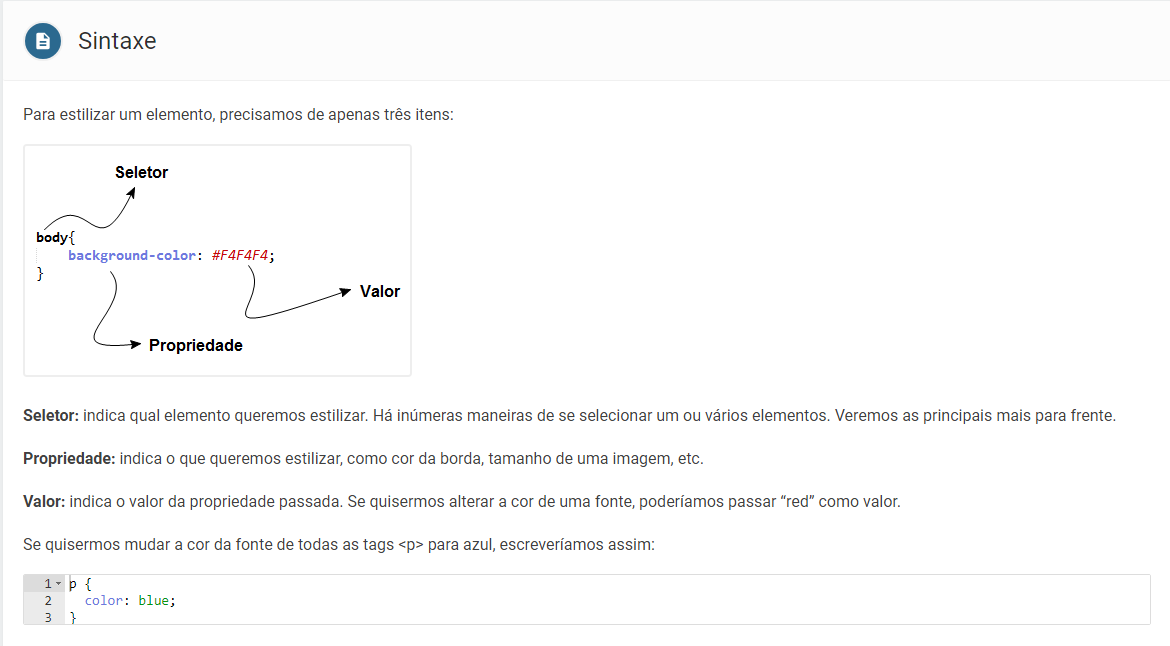 Sintaxe
Para estilizar um elemento, precisamos de apenas três itens:
Seletor
body{
background-color: #F4F4F4;
}
Valor
Propriedade
Seletor: indica qual elemento queremos estilizar. Há inúmeras maneiras de se selecionar um ou vários elementos. Veremos as principais mais para frente.
Propriedade: indica o que queremos estilizar, como cor da borda, tamanho de uma imagem, etc.
Valor: indica o valor da propriedade passada. Se quisermos alterar a cor de uma fonte, poderíamos passar “red” como valor.
Se quisermos mudar a cor da fonte de todas as tags <p> para azul, escreveríamos assim:
1 p {
2 color: blue;
3 }